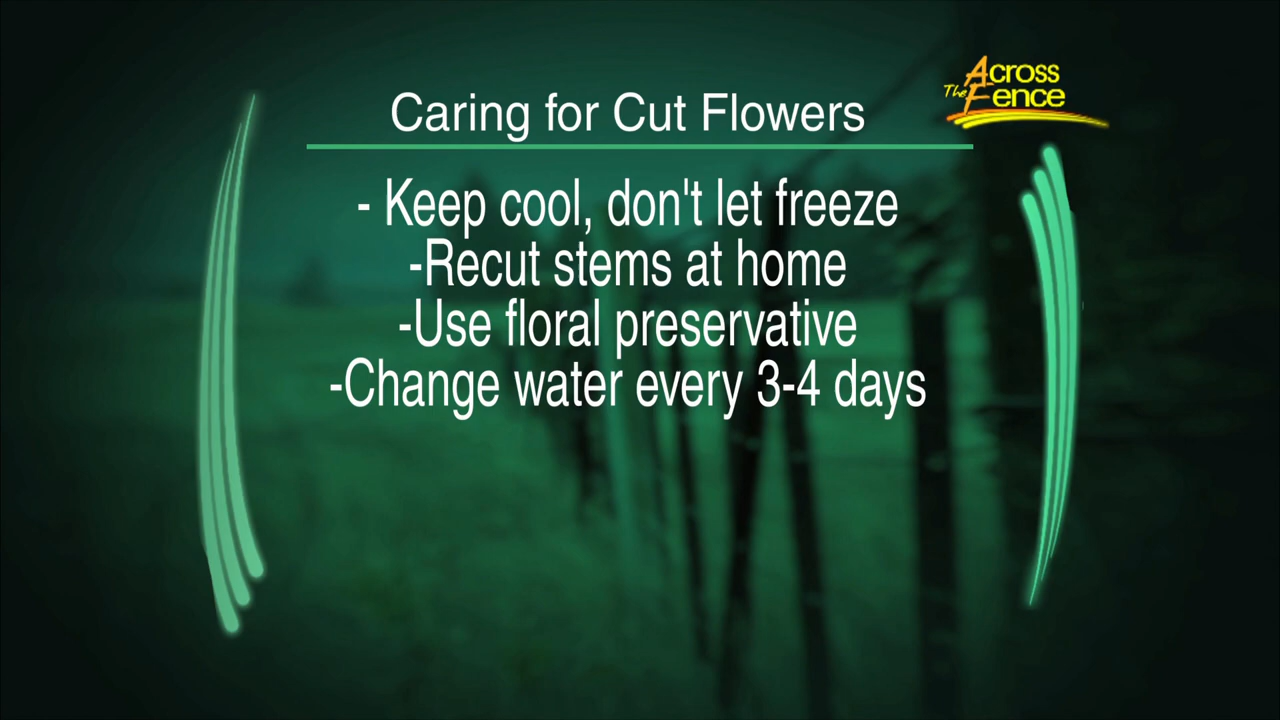 Across
The Fence
Caring for Cut Flowers
- Keep cool, don't let freeze
-Recut stems at home
-Use floral preservative
-Change water every 3-4 days